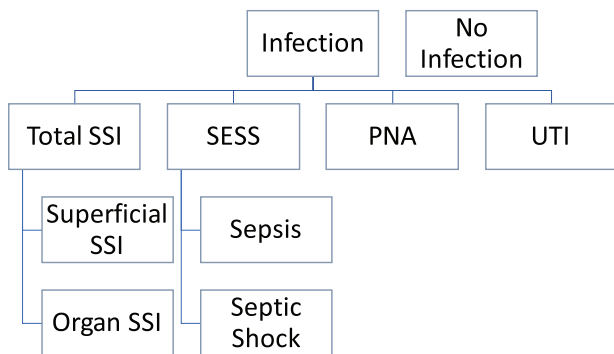 Infection
No
Infection
Total SSI
SESS
PNA
UTI
Superficial
SSI
Sepsis
Organ SSI
Septic
Shock